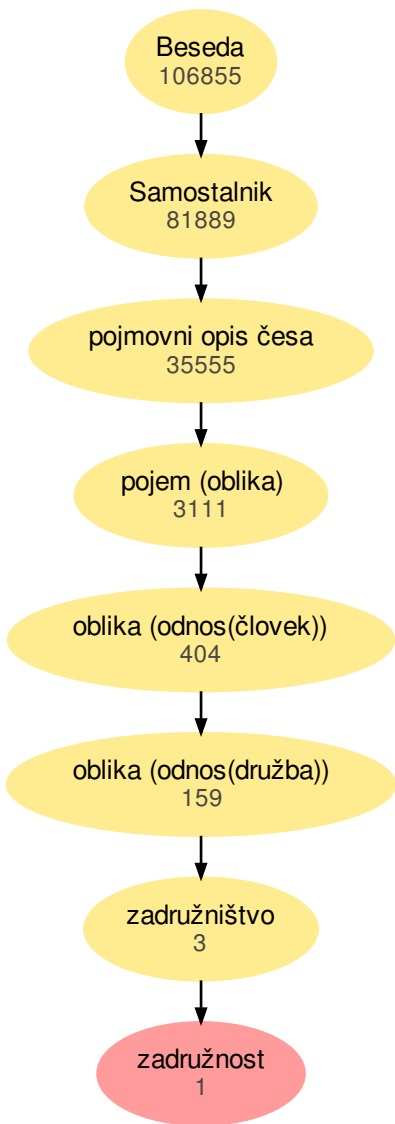 Beseda
106855
Samostalnik
81889
pojmovni opis česa
35555
pojem (oblika)
3111
oblika (odnos(človek))
404
oblika (odnos(družba))
159
zadružništvo
3
zadružnost
1